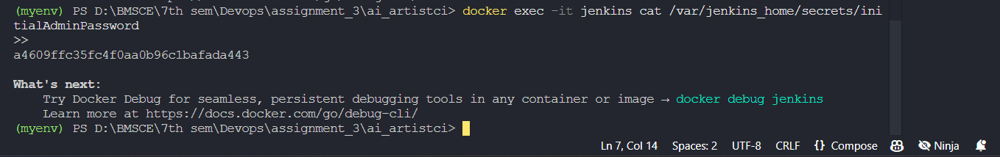 (myenv) PS D:\BMSCE\7th sem\Devops\assignment_3\ai_artistci> docker exec -it jenkins cat /var/jenkins_home/secrets/ini
tialAdminPassword
>>
a4609ffc35fc4f0aa0b96c1bafada443
What's next:
    Try Docker Debug for seamless, persistent debugging tools in any container or image → docker debug jenkins
    Learn more at https://docs.docker.com/go/debug-cli/
(myenv) PS D:\BMSCE\7th sem\Devops\assignment_3\ai_artistci>
Ln 7, Col 14 Spaces: 2 UTF-8 CRLF {} Compose Ninja